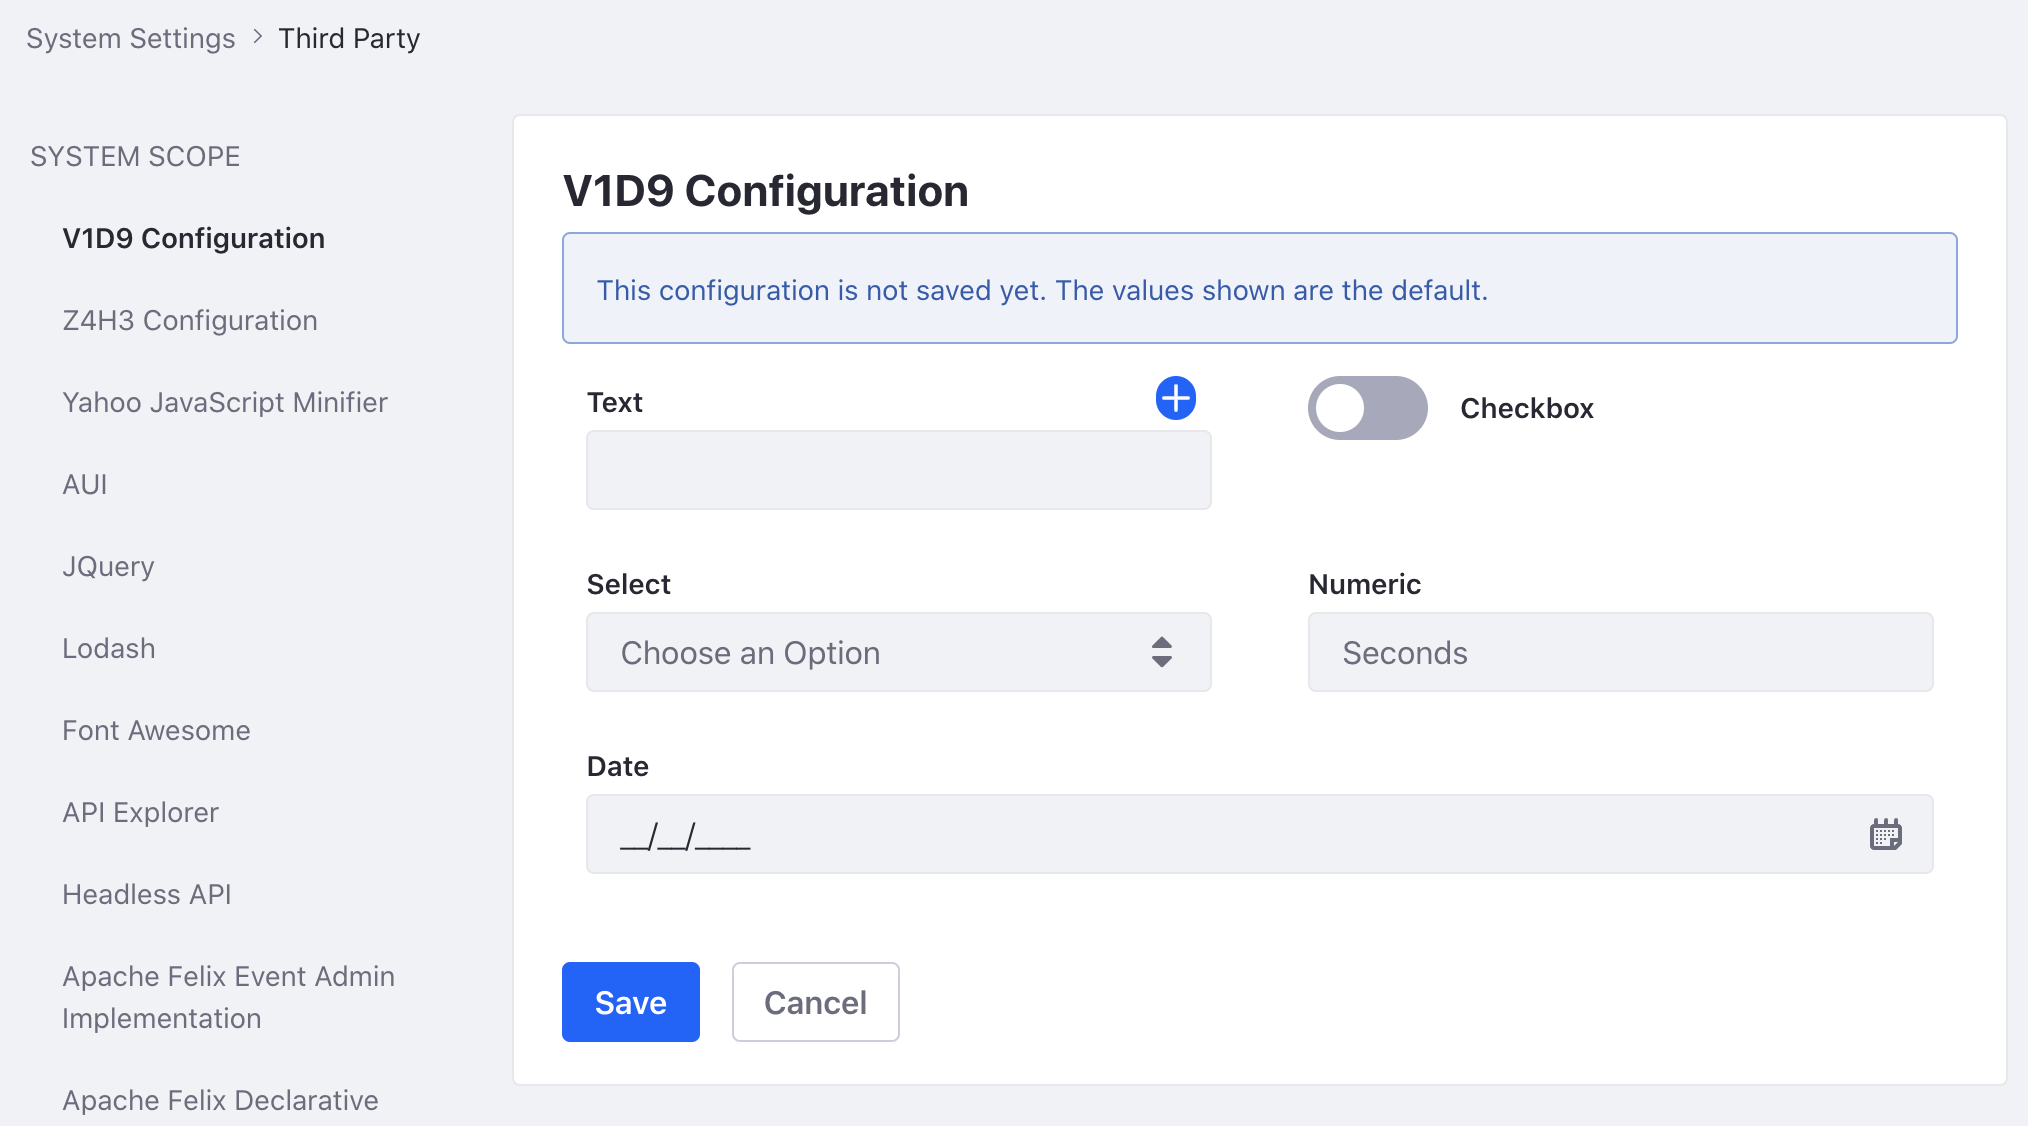 System Settings > Third Party
SYSTEM SCOPE
V1D9 Configuration
Z4H3 Configuration
Yahoo JavaScript Minifier
AUI
JQuery
Lodash
Font Awesome
API Explorer
Headless API
Apache Felix Event Admin
Implementation
Apache Felix Declarative
V1D9 Configuration
This configuration is not saved yet. The values shown are the default.
Text
Checkbox
Select
Choose an Option
Numeric
Seconds
Date
__/__/____
Save
Cancel